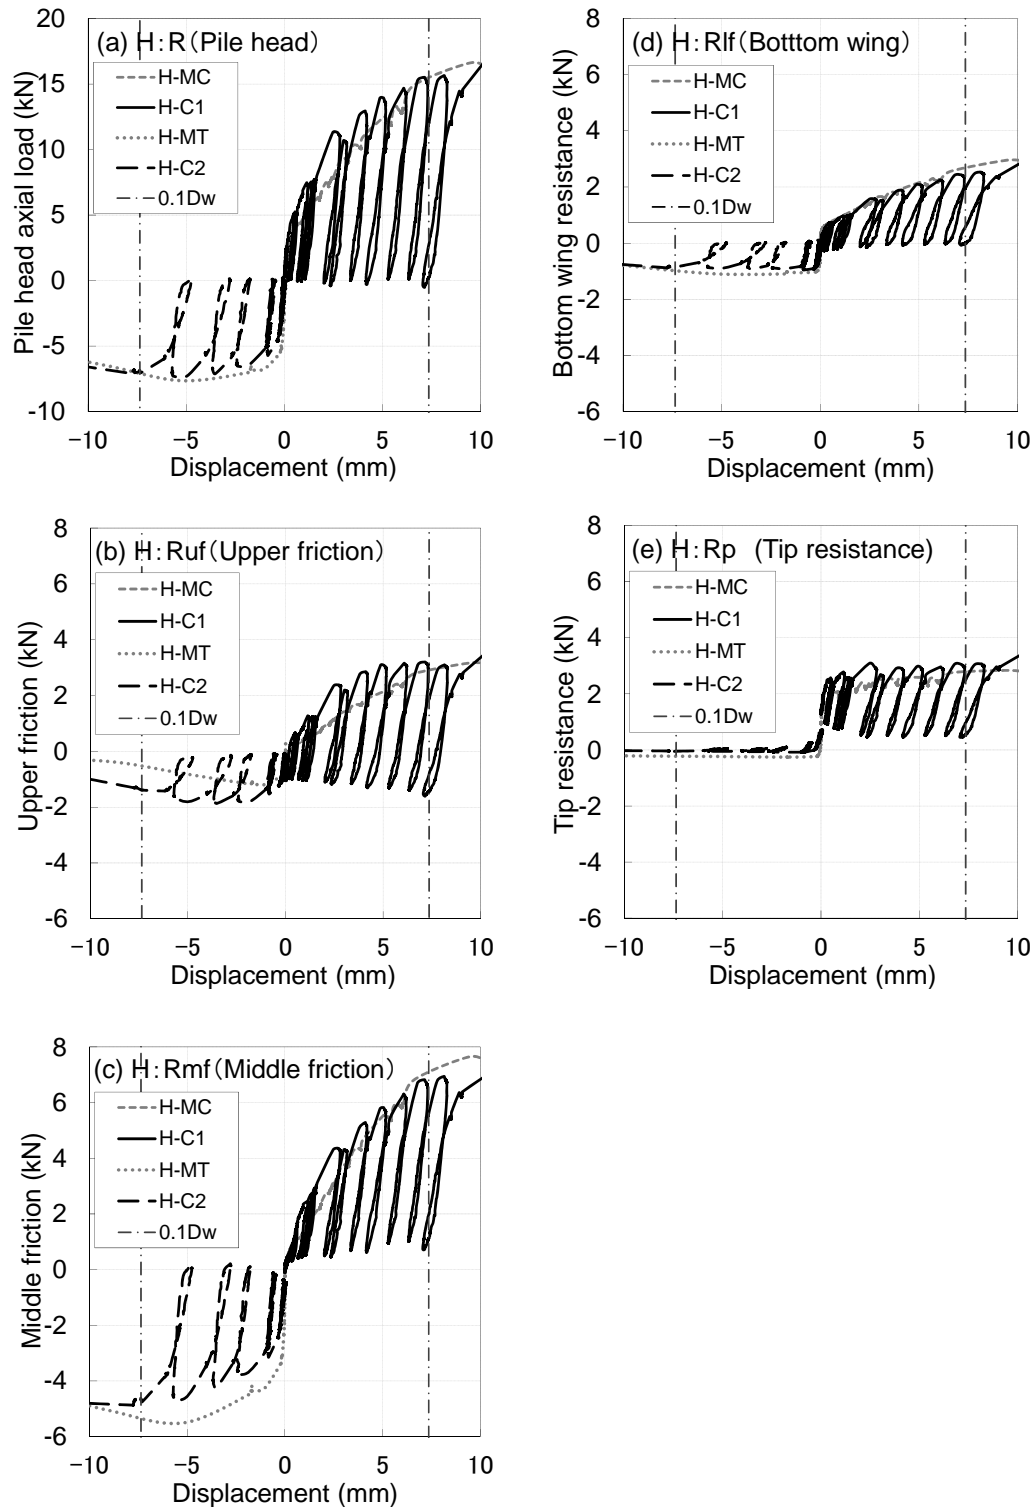 (a) H:R(Pile head)
H-MC
H-C1
H-MT
H-C2
0.1Dw
Pile head axial load (kN)
20
15
10
5
0
-5
-10
−10
−5
0
5
10
Displacement (mm)
(d) H:Rlf(Botttom wing)
H-MC
H-C1
H-MT
H-C2
0.1Dw
Bottom wing resistance (kN)
8
6
4
2
0
-2
-4
-6
−10
−5
0
5
10
Displacement (mm)
(b) H:Ruf(Upper friction)
H-MC
H-C1
H-MT
H-C2
0.1Dw
Upper friction (kN)
8
6
4
2
0
-2
-4
-6
−10
−5
0
5
10
Displacement (mm)
(e) H:Rp (Tip resistance)
H-MC
H-C1
H-MT
H-C2
0.1Dw
Tip resistance (kN)
8
6
4
2
0
-2
-4
-6
−10
−5
0
5
10
Displacement (mm)
(c) H:Rmf(Middle friction)
H-MC
H-C1
H-MT
H-C2
0.1Dw
Middle friction (kN)
8
6
4
2
0
-2
-4
-6
−10
−5
0
5
10
Displacement (mm)